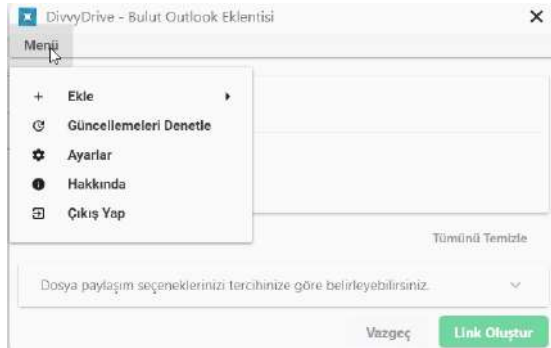 DivvyDrive - Bulut Outlook Eklentisi
Menü
Ekle
Güncellemeleri Denetle
Ayarlar
Hakkında
Çıkış Yap
Tümünü Temizle
Dosya paylaşım seçeneklerinizi tercihinize göre belirleyebilirsiniz.
Vazgeç Link Oluştur